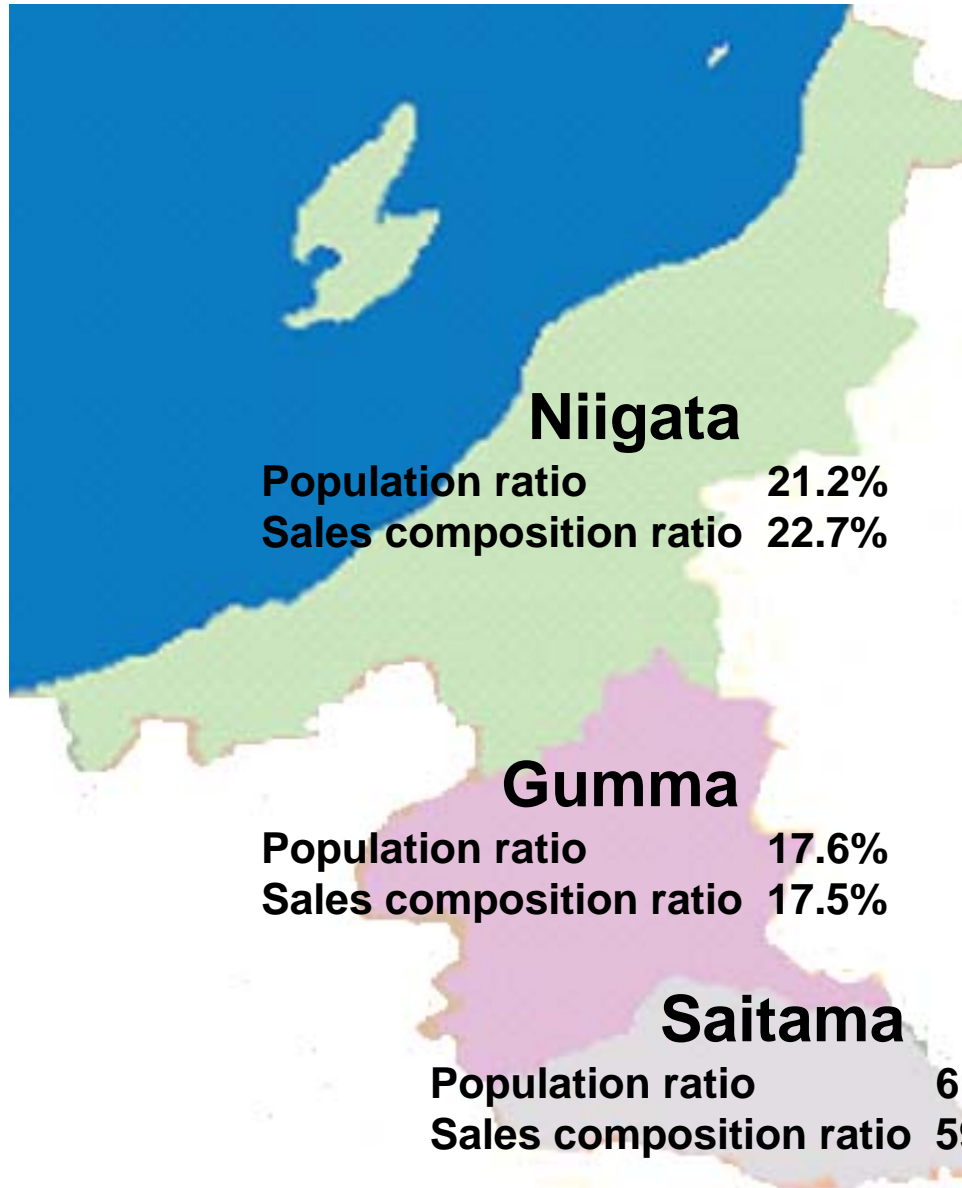 Niigata
Population ratio 21.2%
Sales composition ratio 22.7%
Gumma
Population ratio 17.6%
Sales composition ratio 17.5%
Saitama
Population ratio
Sales composition ratio